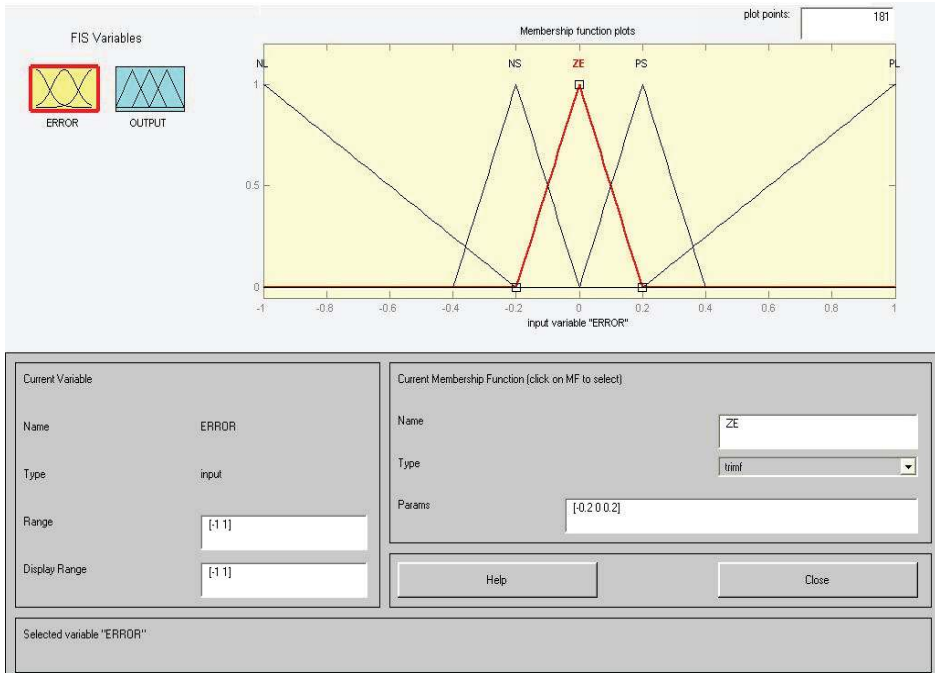 plot points: 181
FIS Variables
Membership function plots
NL NS ZE PS PL
ERROR OUTPUT
1
0.5
0
-1 -0.8 -0.6 -0.4 -0.2 0 0.2 0.4 0.6 0.8 1
input variable "ERROR"
Current Variable
Name ERROR
Type input
Range [-1 1]
Display Range [-1 1]
Current Membership Function (click on MF to select)
Name ZE
Type trimf
Params [-0.2 0 0.2]
Help Close
Selected variable "ERROR"